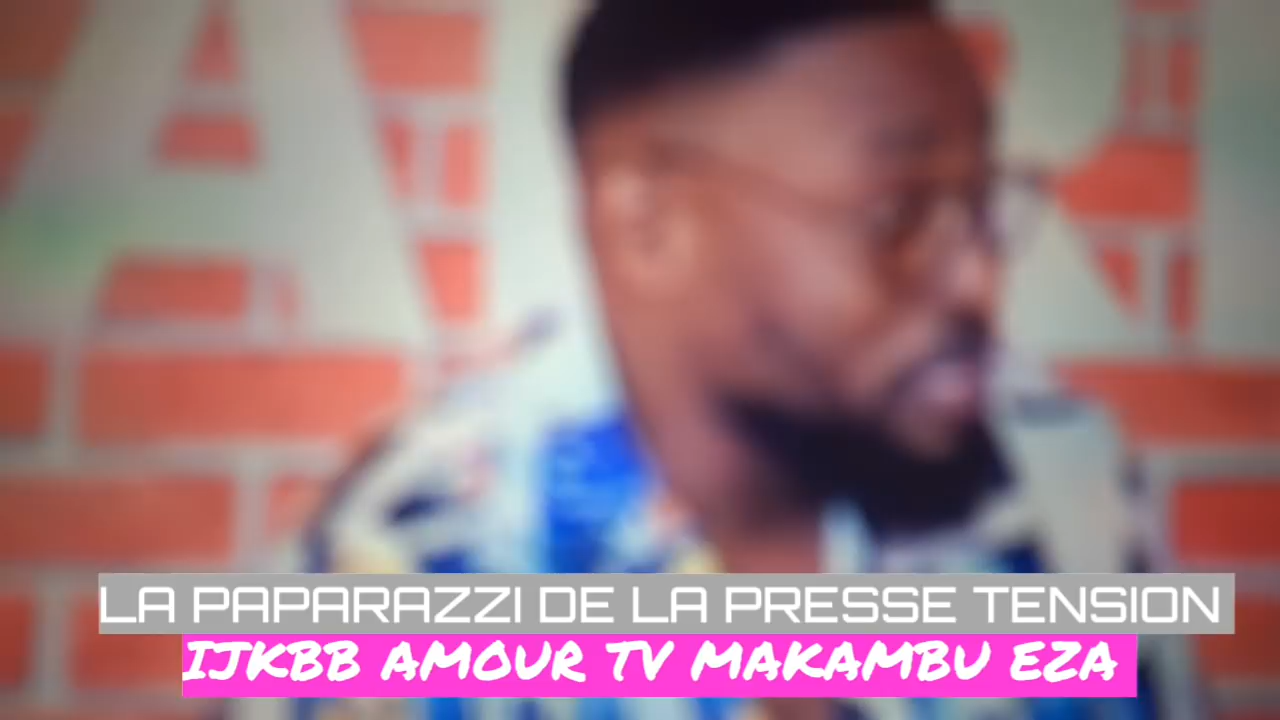 LA PAPARAZZI DE LA PRESSE TENSION
IJKBB AMOUR TV MAKAMBU EZA